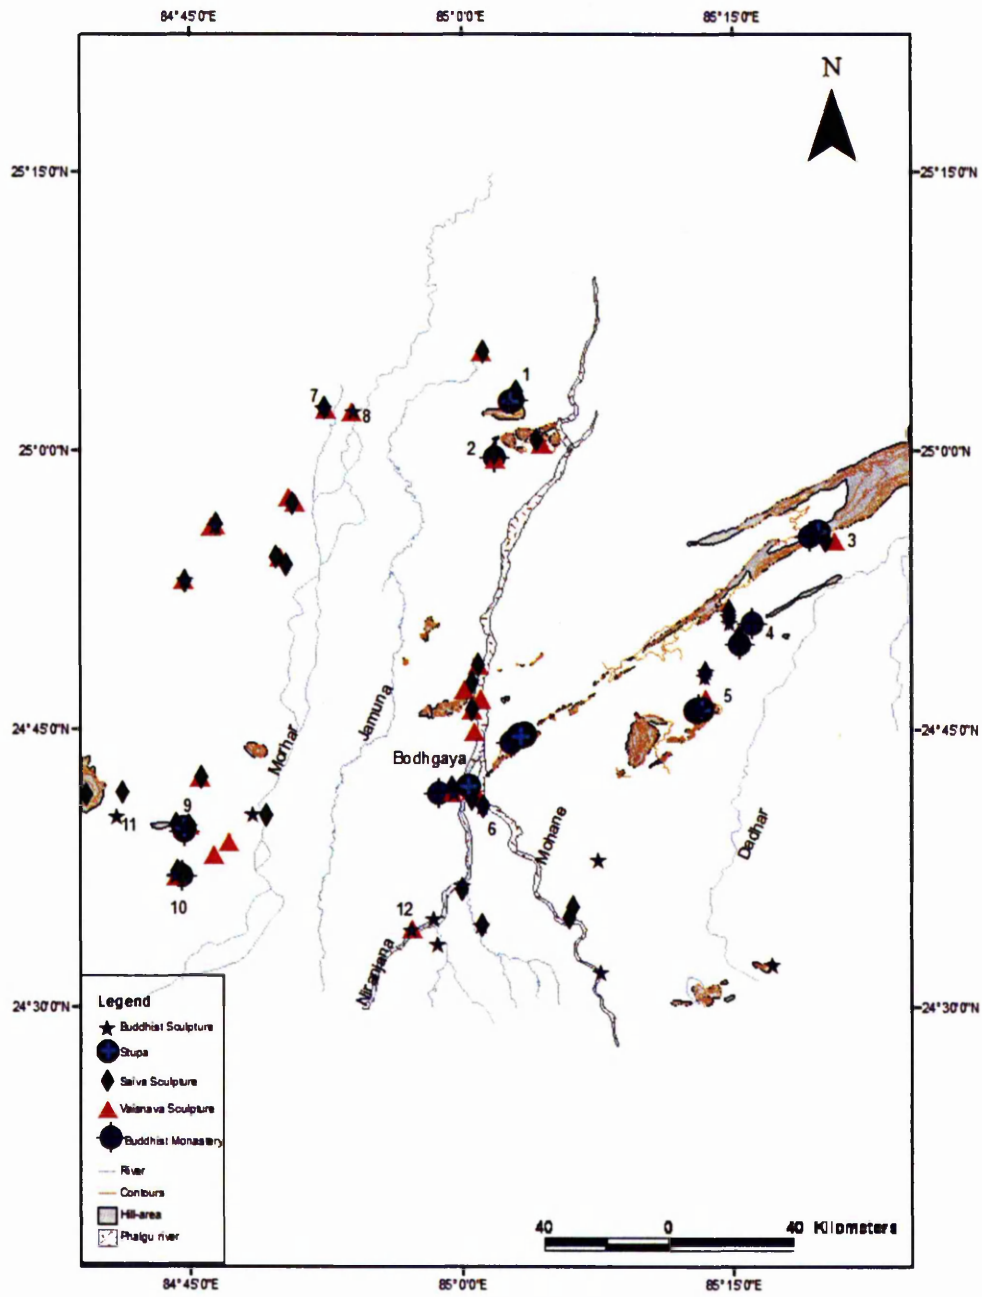 84°45'0"E 85°0'0"E 85°15'0"E
N
25°15'0"N 25°15'0"N
1
7 8
25°0'0"N 2 25°0'0"N
3
4
5
24°45'0"N 24°45'0"N
Jamuna
Morhar
Bodhgaya
9
11
6
Mohane
Dadhar
10
12
Niranjana
24°30'0"N 24°30'0"N
Legend
Buddhist Sculpture
Stupa
Saiva Sculpture
Vaisnava Sculpture
Buddhist Monastery
River
Contours
Hill-area
Phalgu river
40 0 40 Kilometers
84°45'0"E 85°0'0"E 85°15'0"E